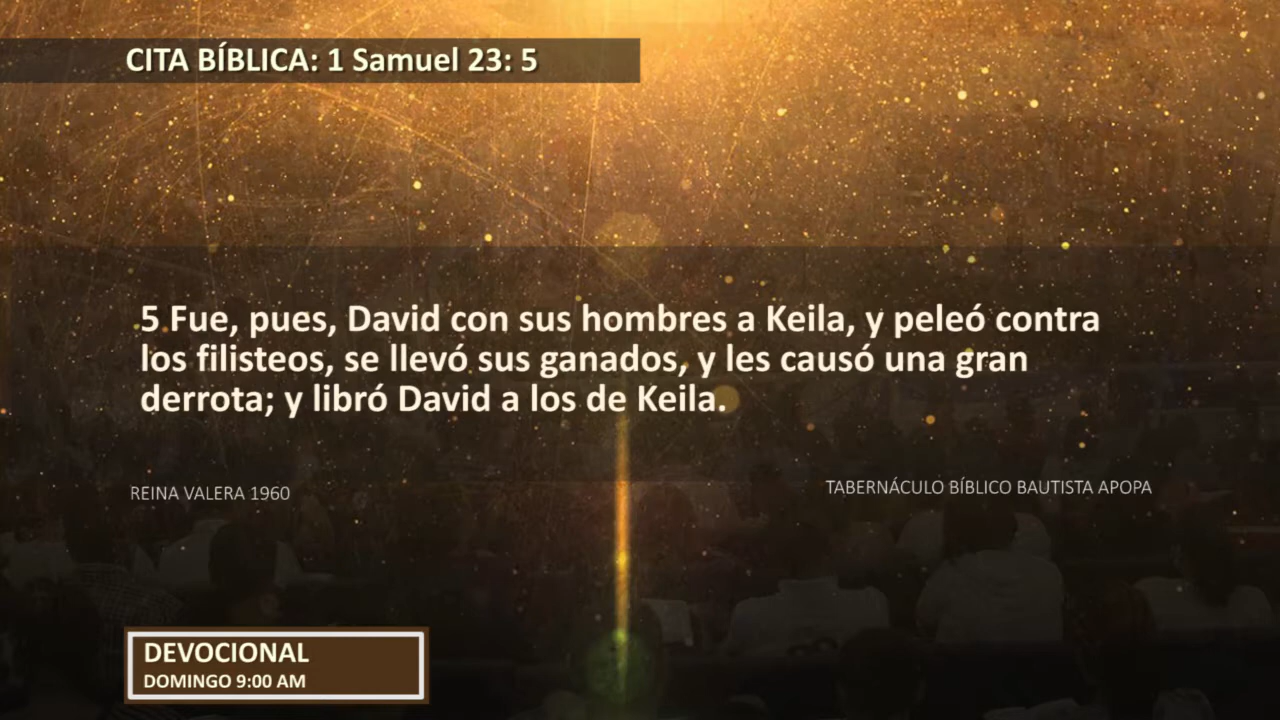 CITA BÍBLICA: 1 Samuel 23: 5
5 Fue, pues, David con sus hombres a Keila, y peleó contra
los filisteos, se llevó sus ganados, y les causó una gran
derrota; y libró David a los de Keila.
REINA VALERA 1960
TABERNÁCULO BÍBLICO BAUTISTA APOPA
DEVOCIONAL
DOMINGO 9:00 AM